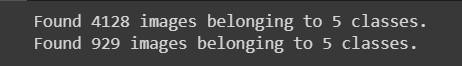 Found 4128 images belonging to 5 classes.
Found 929 images belonging to 5 classes.